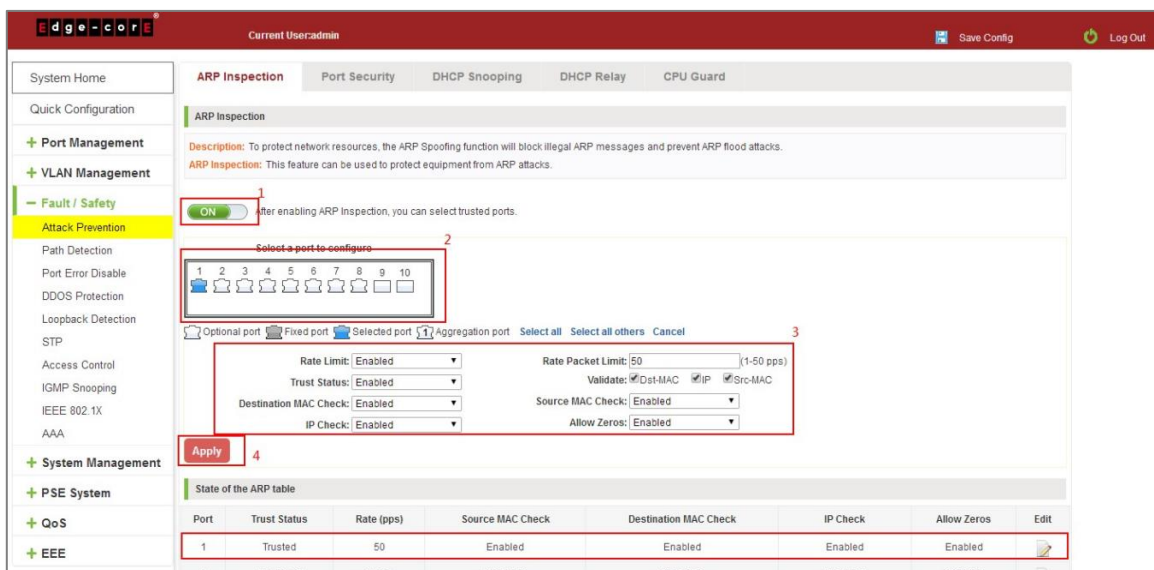 Edge-corE ®
Current User:admin
Save Config
Log Out
System Home
Quick Configuration
+ Port Management
+ VLAN Management
− Fault / Safety
Attack Prevention
Path Detection
Port Error Disable
DDOS Protection
Loopback Detection
STP
Access Control
IGMP Snooping
IEEE 802.1X
AAA
+ System Management
+ PSE System
+ QoS
+ EEE
ARP Inspection Port Security DHCP Snooping DHCP Relay CPU Guard
ARP Inspection
Description: To protect network resources, the ARP Spoofing function will block illegal ARP messages and prevent ARP flood attacks.
ARP Inspection: This feature can be used to protect equipment from ARP attacks.
1
ON After enabling ARP Inspection, you can select trusted ports.
Select a port to configure
2
1 2 3 4 5 6 7 8 9 10
Optional port Fixed port Selected port 1 Aggregation port Select all Select all others Cancel
3
Rate Limit: Enabled Rate Packet Limit: 50 (1-50 pps)
Trust Status: Enabled Validate: Dst-MAC IP Src-MAC
Destination MAC Check: Enabled Source MAC Check: Enabled
IP Check: Enabled Allow Zeros: Enabled
Apply
4
State of the ARP table
Port Trust Status Rate (pps) Source MAC Check Destination MAC Check IP Check Allow Zeros Edit
1 Trusted 50 Enabled Enabled Enabled Enabled